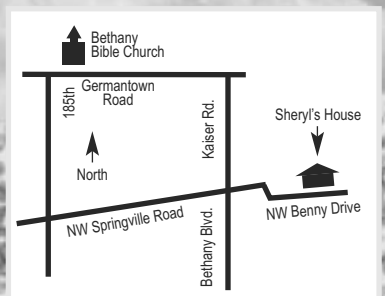 Bethany
Bible Church
Germantown
Road
185th
Kaiser Rd.
Sheryl's House
North
NW Springville Road
NW Benny Drive
Bethany Blvd.